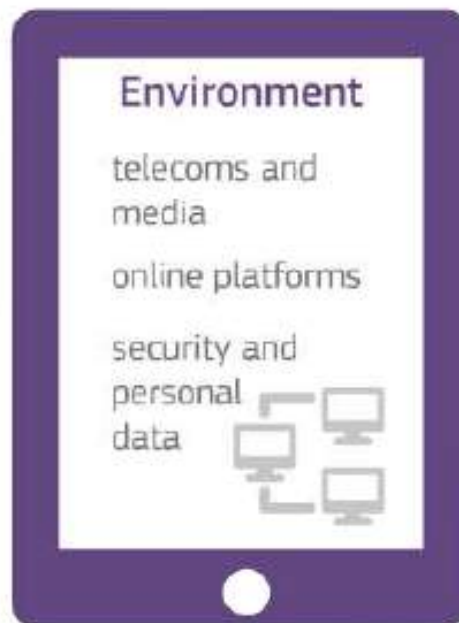 Environment
telecoms and
media
online platforms
security and
personal
data